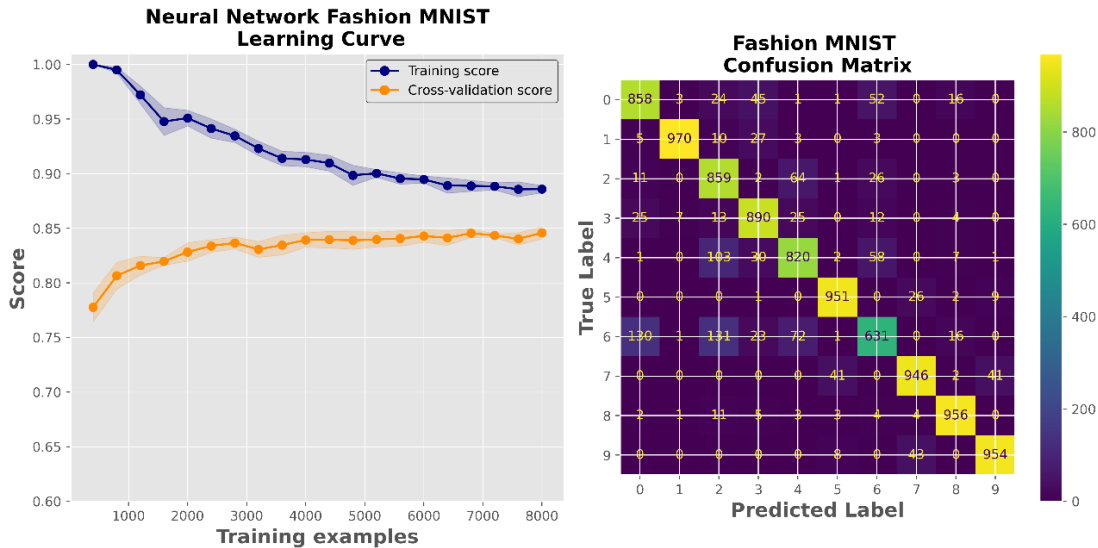 Neural Network Fashion MNIST
Learning Curve
1.00
0.95
0.90
0.85
0.80
0.75
0.70
0.65
0.60
Score
Training score
Cross-validation score
1000 2000 3000 4000 5000 6000 7000 8000
Training examples
Fashion MNIST
Confusion Matrix
True Label
0 858 3 24 45 1 1 52 0 16 0
1 5 970 10 27 3 0 3 0 0 0
2 11 0 859 2 64 1 26 0 3 0
3 25 7 13 890 25 0 12 0 4 0
4 1 0 103 30 820 2 58 0 7 1
5 0 0 0 1 0 951 0 26 2 9
6 130 1 131 23 72 1 631 0 16 0
7 0 0 0 0 0 41 0 946 2 41
8 2 1 11 5 3 3 4 4 956 0
9 0 0 0 0 0 8 0 43 0 954
0 1 2 3 4 5 6 7 8 9
Predicted Label
800
600
400
200
0